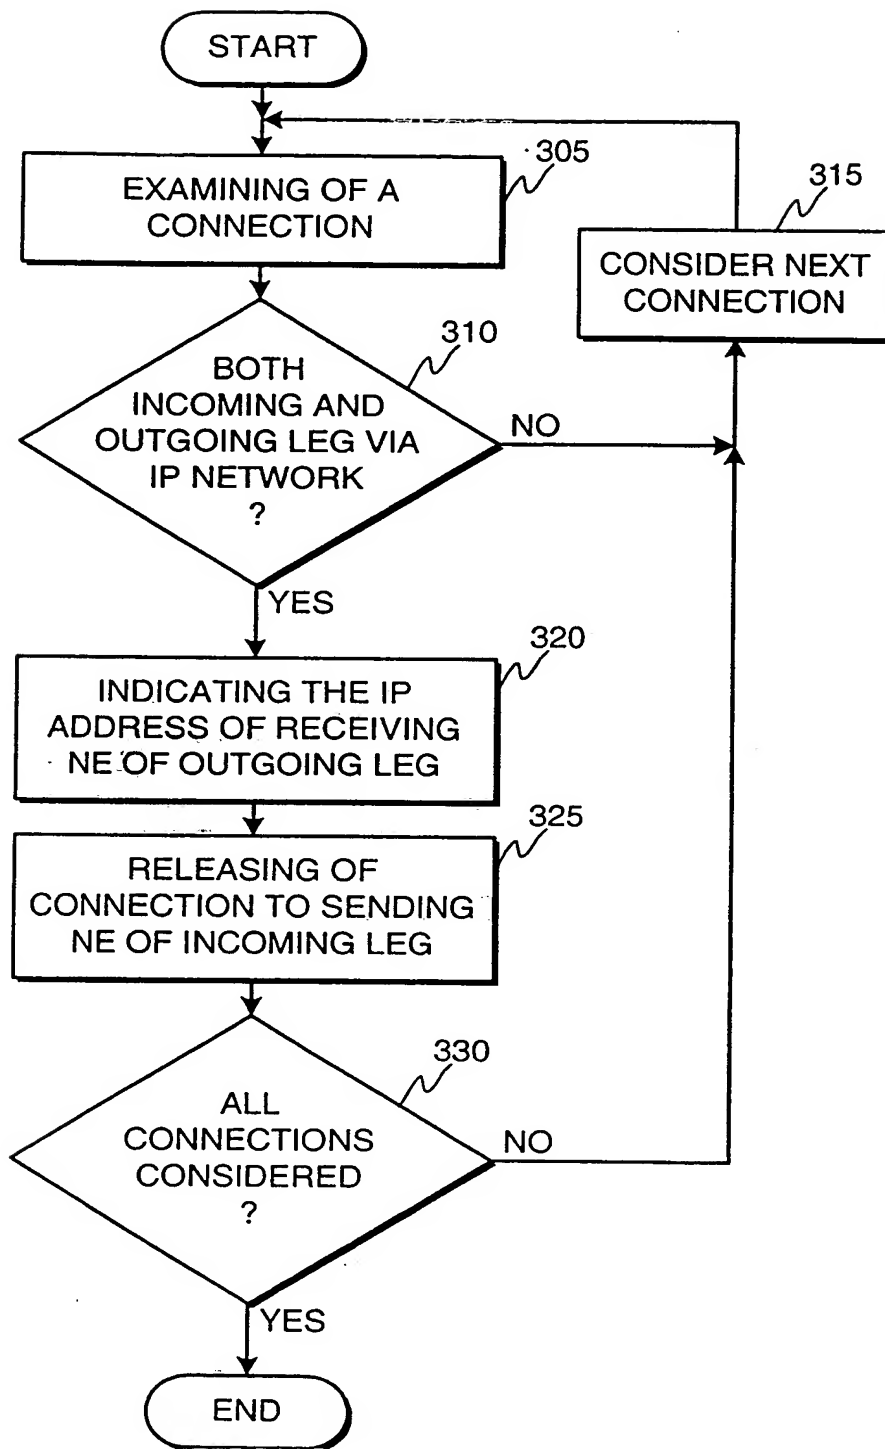 START
305
EXAMINING OF A
CONNECTION
315
CONSIDER NEXT
CONNECTION
310
BOTH
INCOMING AND
OUTGOING LEG VIA
IP NETWORK
?
NO
YES
320
INDICATING THE IP
ADDRESS OF RECEIVING
NE OF OUTGOING LEG
325
RELEASING OF
CONNECTION TO SENDING
NE OF INCOMING LEG
330
ALL
CONNECTIONS
CONSIDERED
?
NO
YES
END